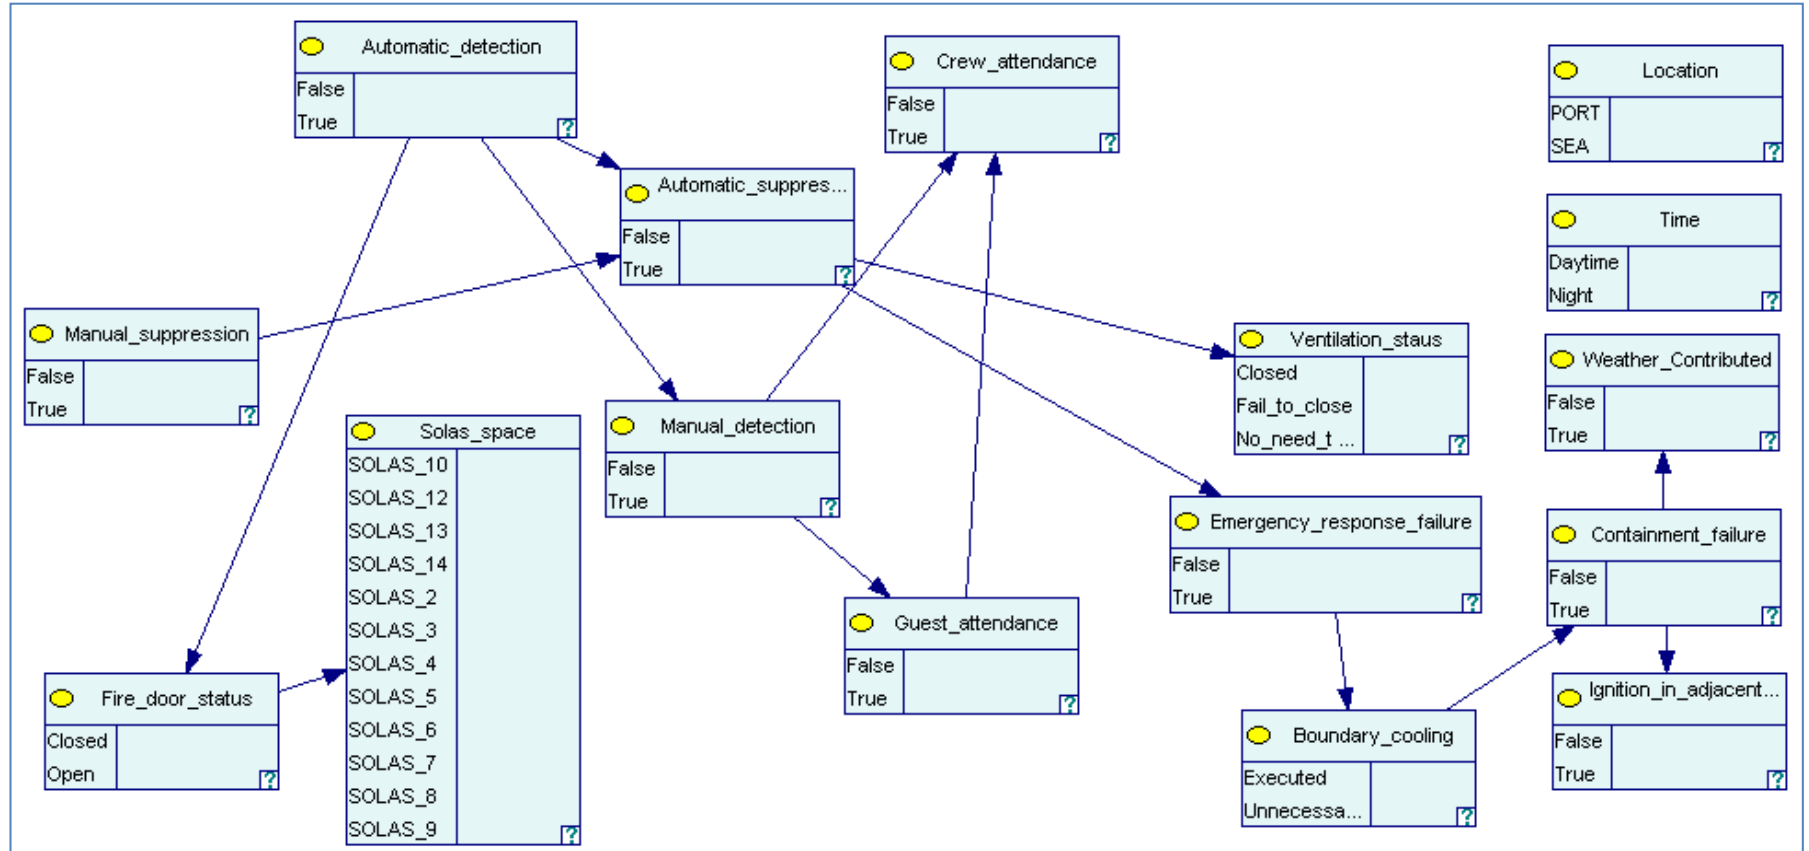 Automatic_detection
False
True
?
Crew_attendance
False
True
?
Location
PORT
SEA
?
Automatic_suppres...
False
True
?
Time
Daytime
Night
?
Manual_suppression
False
True
?
Ventilation_staus
Closed
Fail_to_close
No_need_t ...
?
Weather_Contributed
False
True
?
Solas_space
SOLAS_10
SOLAS_12
SOLAS_13
SOLAS_14
SOLAS_2
SOLAS_3
SOLAS_4
SOLAS_5
SOLAS_6
SOLAS_7
SOLAS_8
SOLAS_9
?
Manual_detection
False
True
?
Emergency_response_failure
False
True
?
Containment_failure
False
True
?
Guest_attendance
False
True
?
Fire_door_status
Closed
Open
?
Boundary_cooling
Executed
Unnecessa...
?
Ignition_in_adjacent...
False
True
?